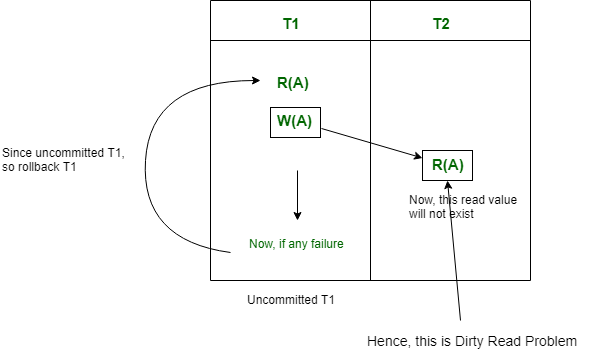 T1
T2
R(A)
W(A)
Since uncommitted T1,
so rollback T1
R(A)
Now, this read value
will not exist
Now, if any failure
Uncommitted T1
Hence, this is Dirty Read Problem